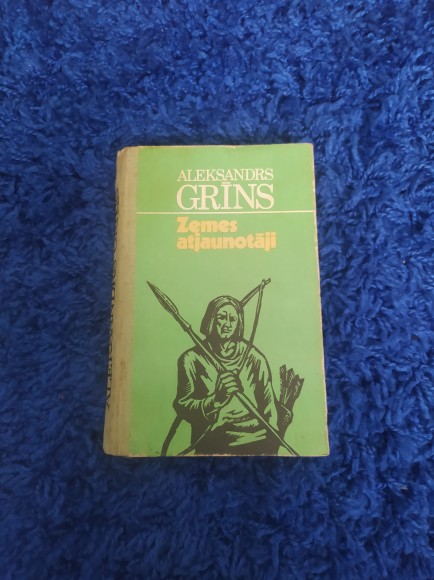 ALEKSANDRS
GRĪNS
Zemes
atjaunotāji